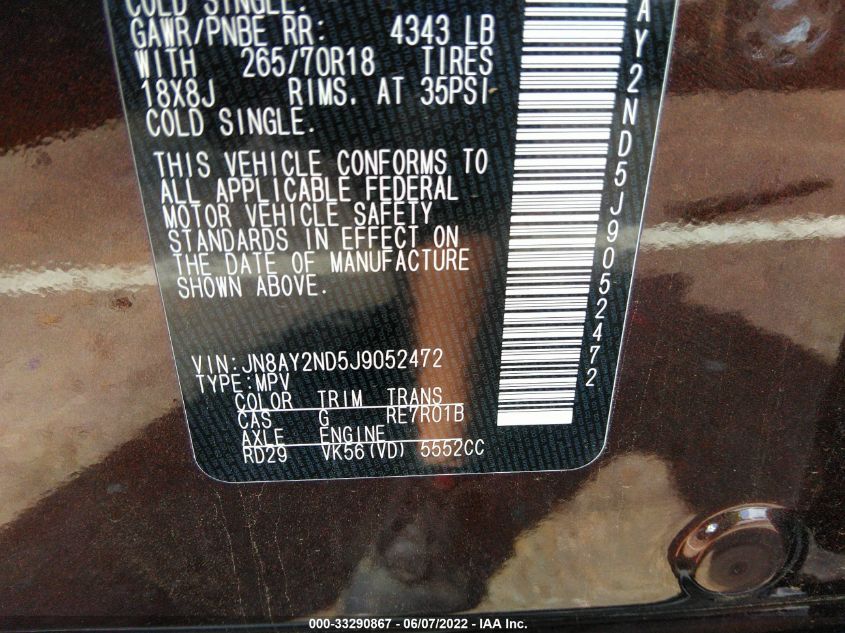 COLD SINGLE.
GAWR/PNBE RR: 4343 LB
WITH 265/70R18 TIRES
18X8J RIMS. AT 35PSI
COLD SINGLE.
THIS VEHICLE CONFORMS TO
ALL APPLICABLE FEDERAL
MOTOR VEHICLE SAFETY
STANDARDS IN EFFECT ON
THE DATE OF MANUFACTURE
SHOWN ABOVE.
VIN:JN8AY2ND5J9052472
TYPE:MPV
COLOR TRIM TRANS
CAS G RE7R01B
AXLE ENGINE
RD29 VK56(VD) 5552CC
AY2ND5J9052472
000-33290867 - 06/07/2022 - IAA Inc.